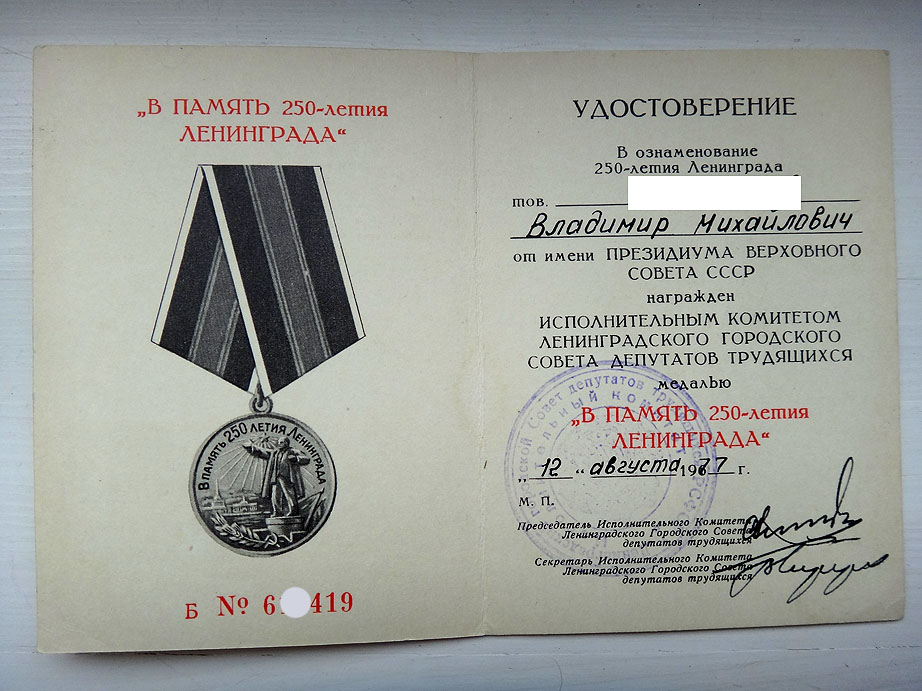 „В ПАМЯТЬ 250-летия
ЛЕНИНГРАДА“
В ПАМЯТЬ 250 ЛЕТИЯ ЛЕНИНГРАДА
Б № 6 419
УДОСТОВЕРЕНИЕ
В ознаменование
250-летия Ленинграда
тов.
Владимир Михайлович
от имени ПРЕЗИДИУМА ВЕРХОВНОГО
СОВЕТА СССР
награжден
ИСПОЛНИТЕЛЬНЫМ КОМИТЕТОМ
ЛЕНИНГРАДСКОГО ГОРОДСКОГО
СОВЕТА ДЕПУТАТОВ ТРУДЯЩИХСЯ
медалью
„В ПАМЯТЬ 250-летия
ЛЕНИНГРАДА“
„12“ августа 1977 г.
М. П.
Председатель Исполнительного Комитета
Ленинградского Городского Совета
депутатов трудящихся
Секретарь Исполнительного Комитета
Ленинградского Городского Совета
депутатов трудящихся